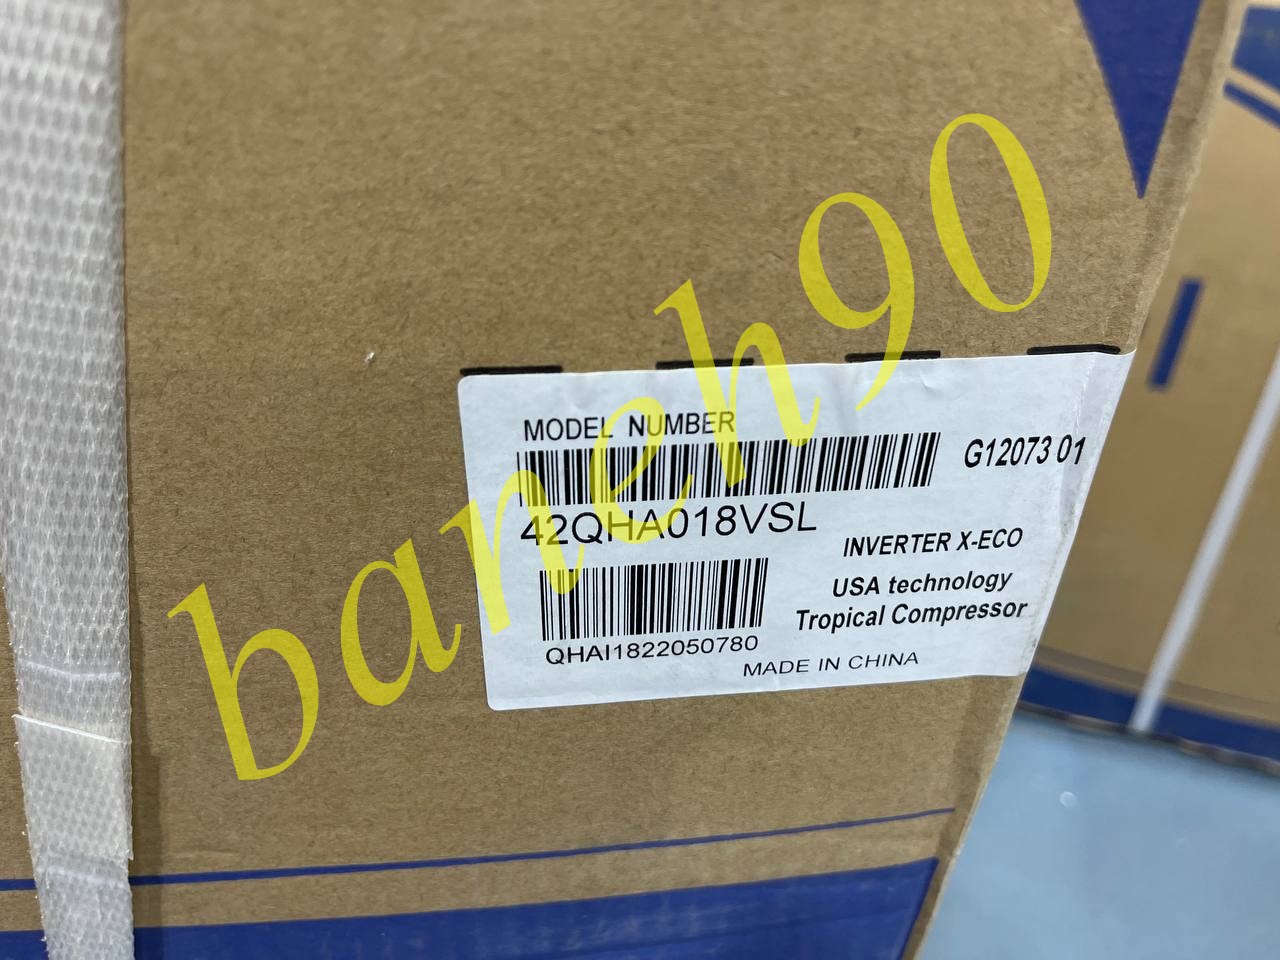 MODEL NUMBER
G12073 01
42QHA018VSL
INVERTER X-ECO
USA technology
Tropical Compressor
QHAI1822050780
MADE IN CHINA
baneh90